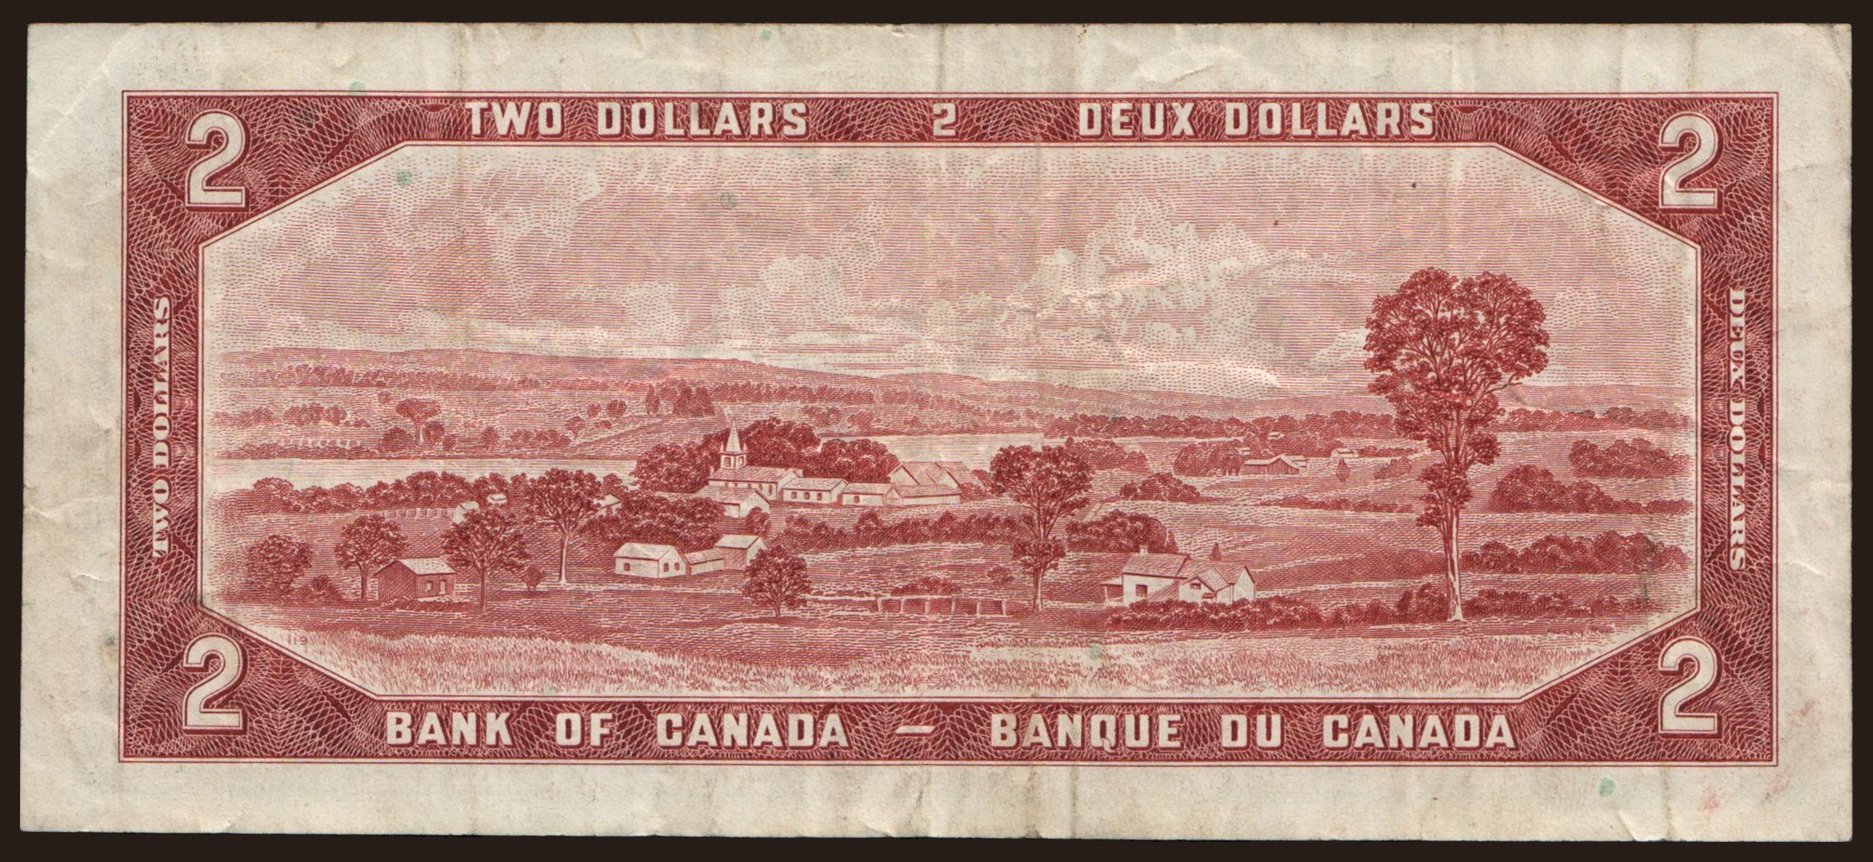 TWO DOLLARS 2 DEUX DOLLARS
2
2
TWO DOLLARS
DEUX DOLLARS
119
2
2
BANK OF CANADA – BANQUE DU CANADA